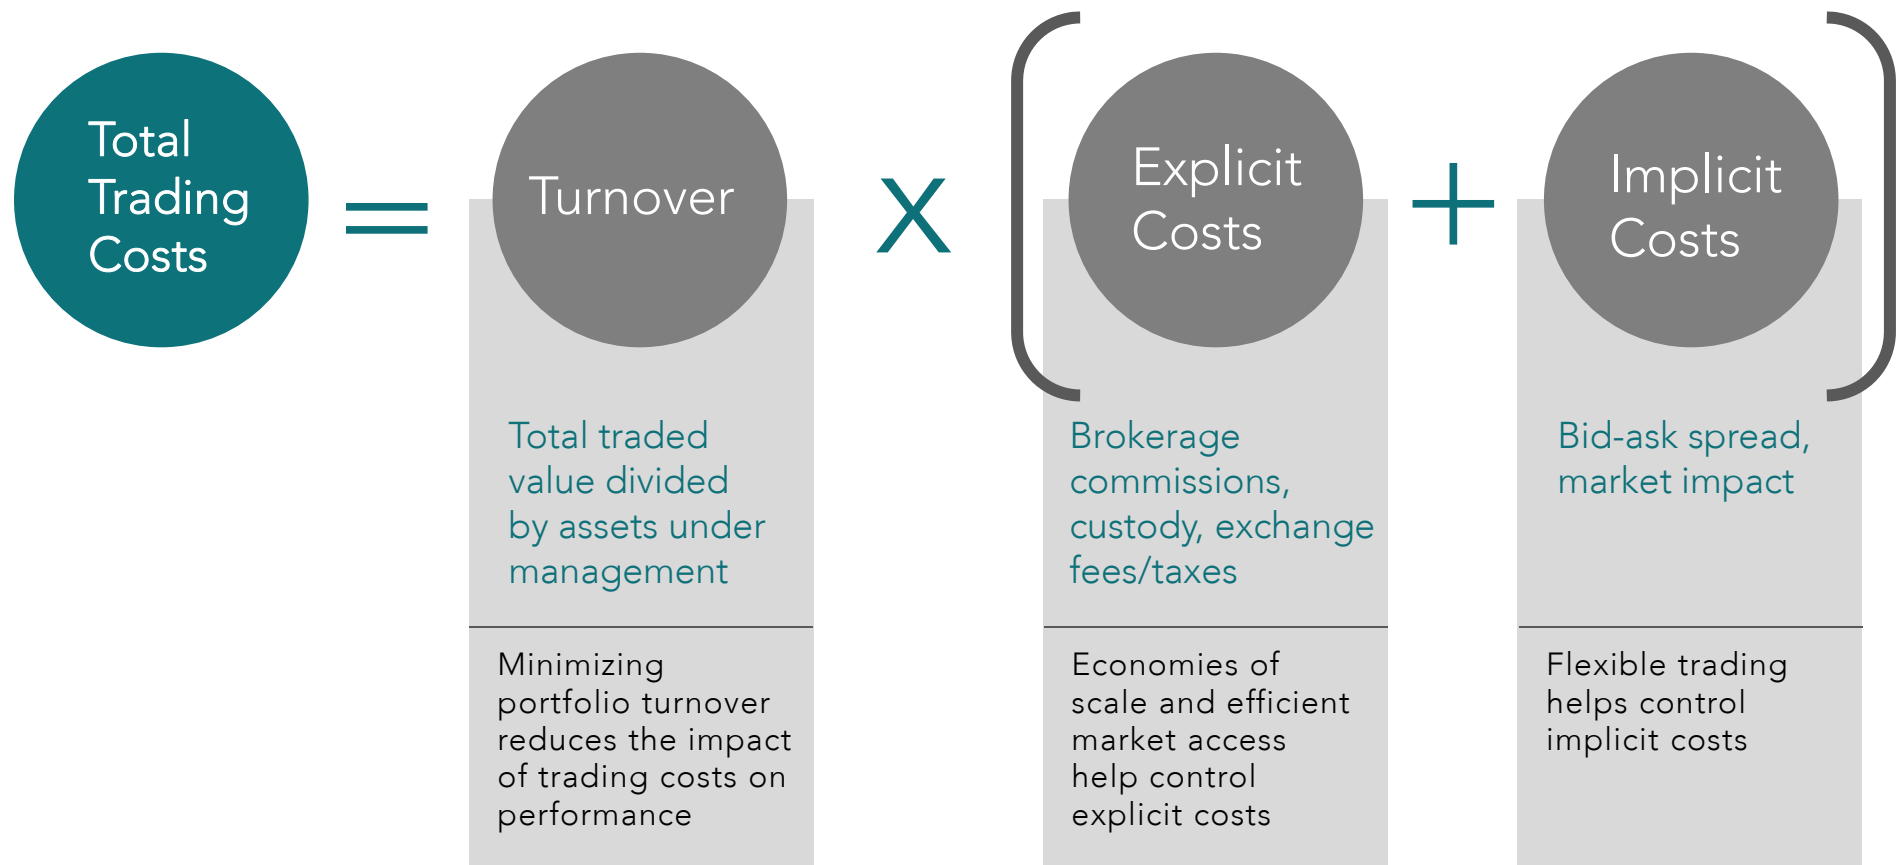 Total
Trading
Costs
=
Turnover
x
(
Explicit
Costs
+
Implicit
Costs
)
Total traded
value divided
by assets under
management
Minimizing
portfolio turnover
reduces the impact
of trading costs on
performance
Brokerage
commissions,
custody, exchange
fees/taxes
Economies of
scale and efficient
market access
help control
explicit costs
Bid-ask spread,
market impact
Flexible trading
helps control
implicit costs